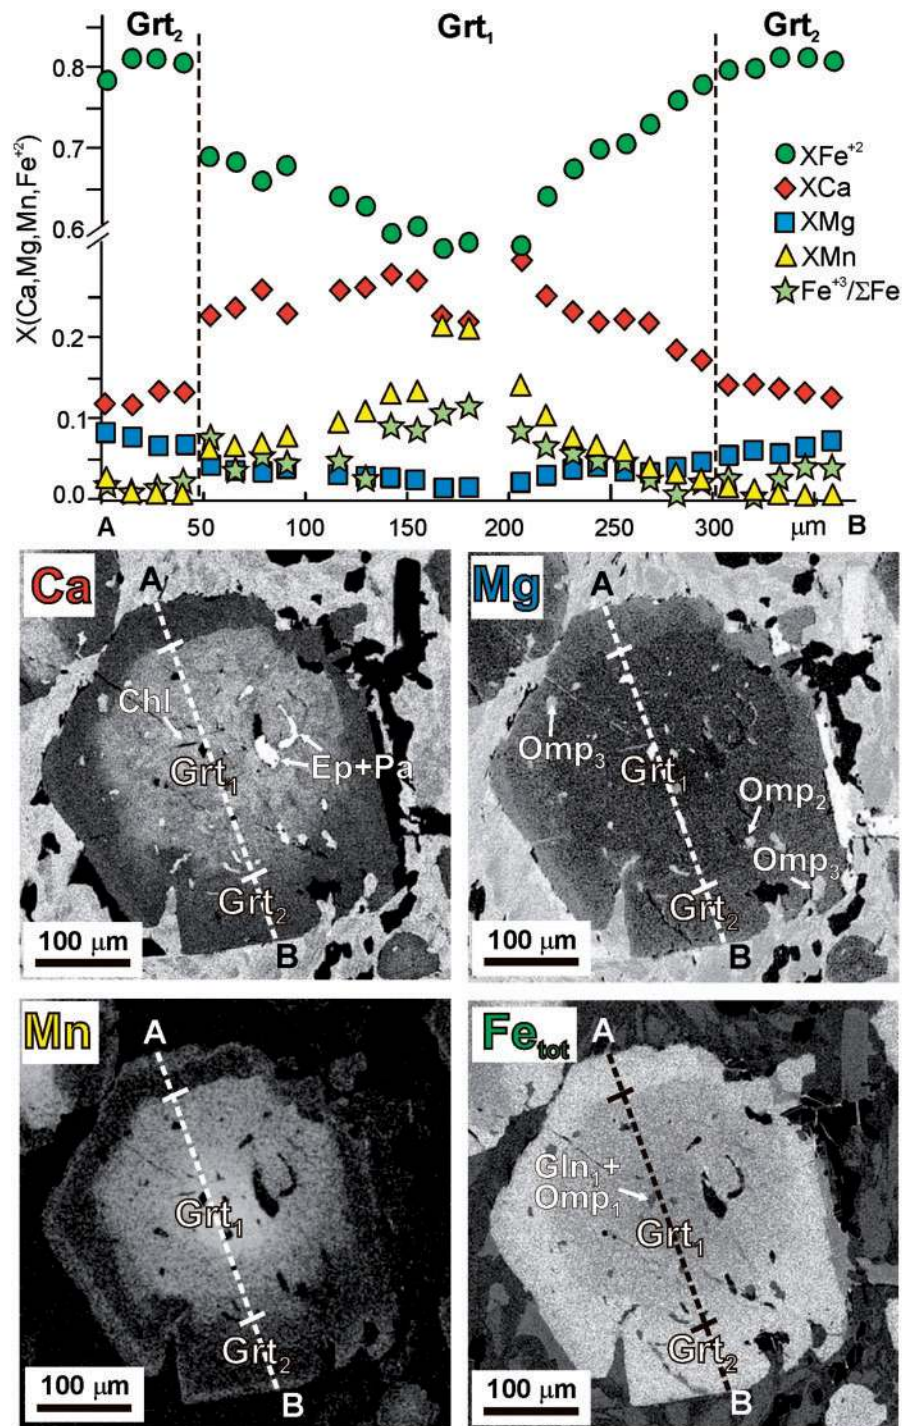 Grt₂ Grt₁ Grt₂
X(Ca,Mg,Mn,Fe⁺²)
0.8
0.7
0.6
0.2
0.1
0.0
XFe⁺²
XCa
XMg
XMn
Fe⁺³/ΣFe
A 50 100 150 200 250 300 μm B
Ca
A
Chl
Grt₁
Ep+Pa
Grt₂
B
100 μm
Mg
A
Omp₃
Grt₁
Omp₂
Omp₃
Grt₂
B
100 μm
Mn
A
Grt₁
Grt₂
B
100 μm
Feₜₒₜ
A
Gln₁+
Omp₁
Grt₁
Grt₂
B
100 μm